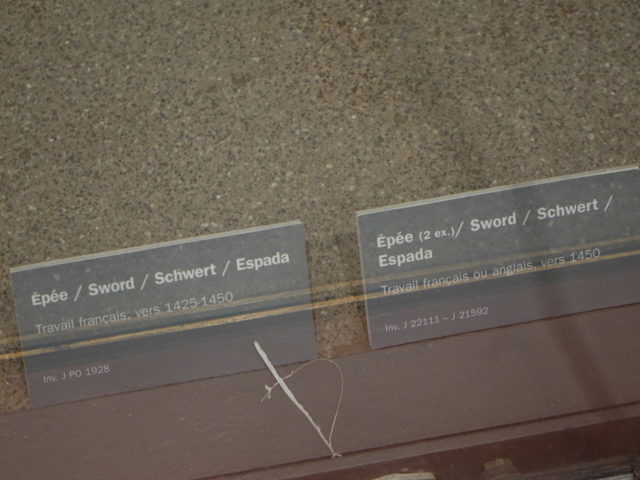 Épée / Sword / Schwert / Espada
Travail français, vers 1425-1450
Inv. J PO 1928
Épée (2 ex.)/ Sword / Schwert /
Espada
Travail français ou anglais, vers 1450
Inv. J 22111 – J 21592